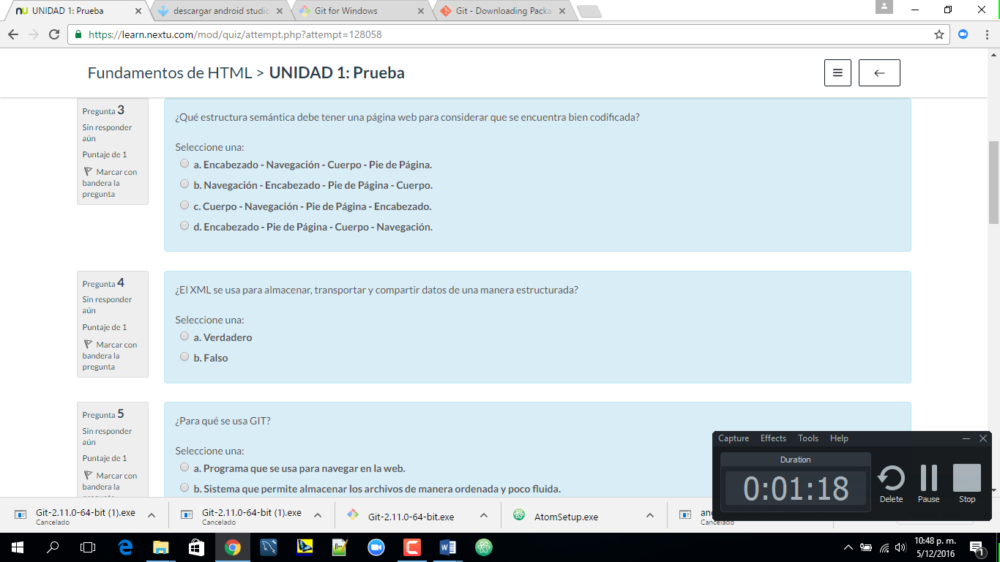 UNIDAD 1: Prueba
descargar android studio
Git for Windows
Git - Downloading Packa
https://learn.nextu.com/mod/quiz/attempt.php?attempt=128058
Fundamentos de HTML > UNIDAD 1: Prueba
Pregunta 3
Sin responder
aún
Puntaje de 1
Marcar con
bandera la
pregunta
¿Qué estructura semántica debe tener una página web para considerar que se encuentra bien codificada?
Seleccione una:
a. Encabezado - Navegación - Cuerpo - Pie de Página.
b. Navegación - Encabezado - Pie de Página - Cuerpo.
c. Cuerpo - Navegación - Pie de Página - Encabezado.
d. Encabezado - Pie de Página - Cuerpo - Navegación.
Pregunta 4
Sin responder
aún
Puntaje de 1
Marcar con
bandera la
pregunta
¿El XML se usa para almacenar, transportar y compartir datos de una manera estructurada?
Seleccione una:
a. Verdadero
b. Falso
Pregunta 5
Sin responder
aún
Puntaje de 1
Marcar con
bandera la
¿Para qué se usa GIT?
Seleccione una:
a. Programa que se usa para navegar en la web.
b. Sistema que permite almacenar los archivos de manera ordenada y poco fluida.
Capture Effects Tools Help
Duration
0:01:18
Delete Pause Stop
Git-2.11.0-64-bit (1).exe
Cancelado
Git-2.11.0-64-bit (1).exe
Cancelado
Git-2.11.0-64-bit.exe
AtomSetup.exe
and
Cancelado
10:48 p. m.
5/12/2016
1